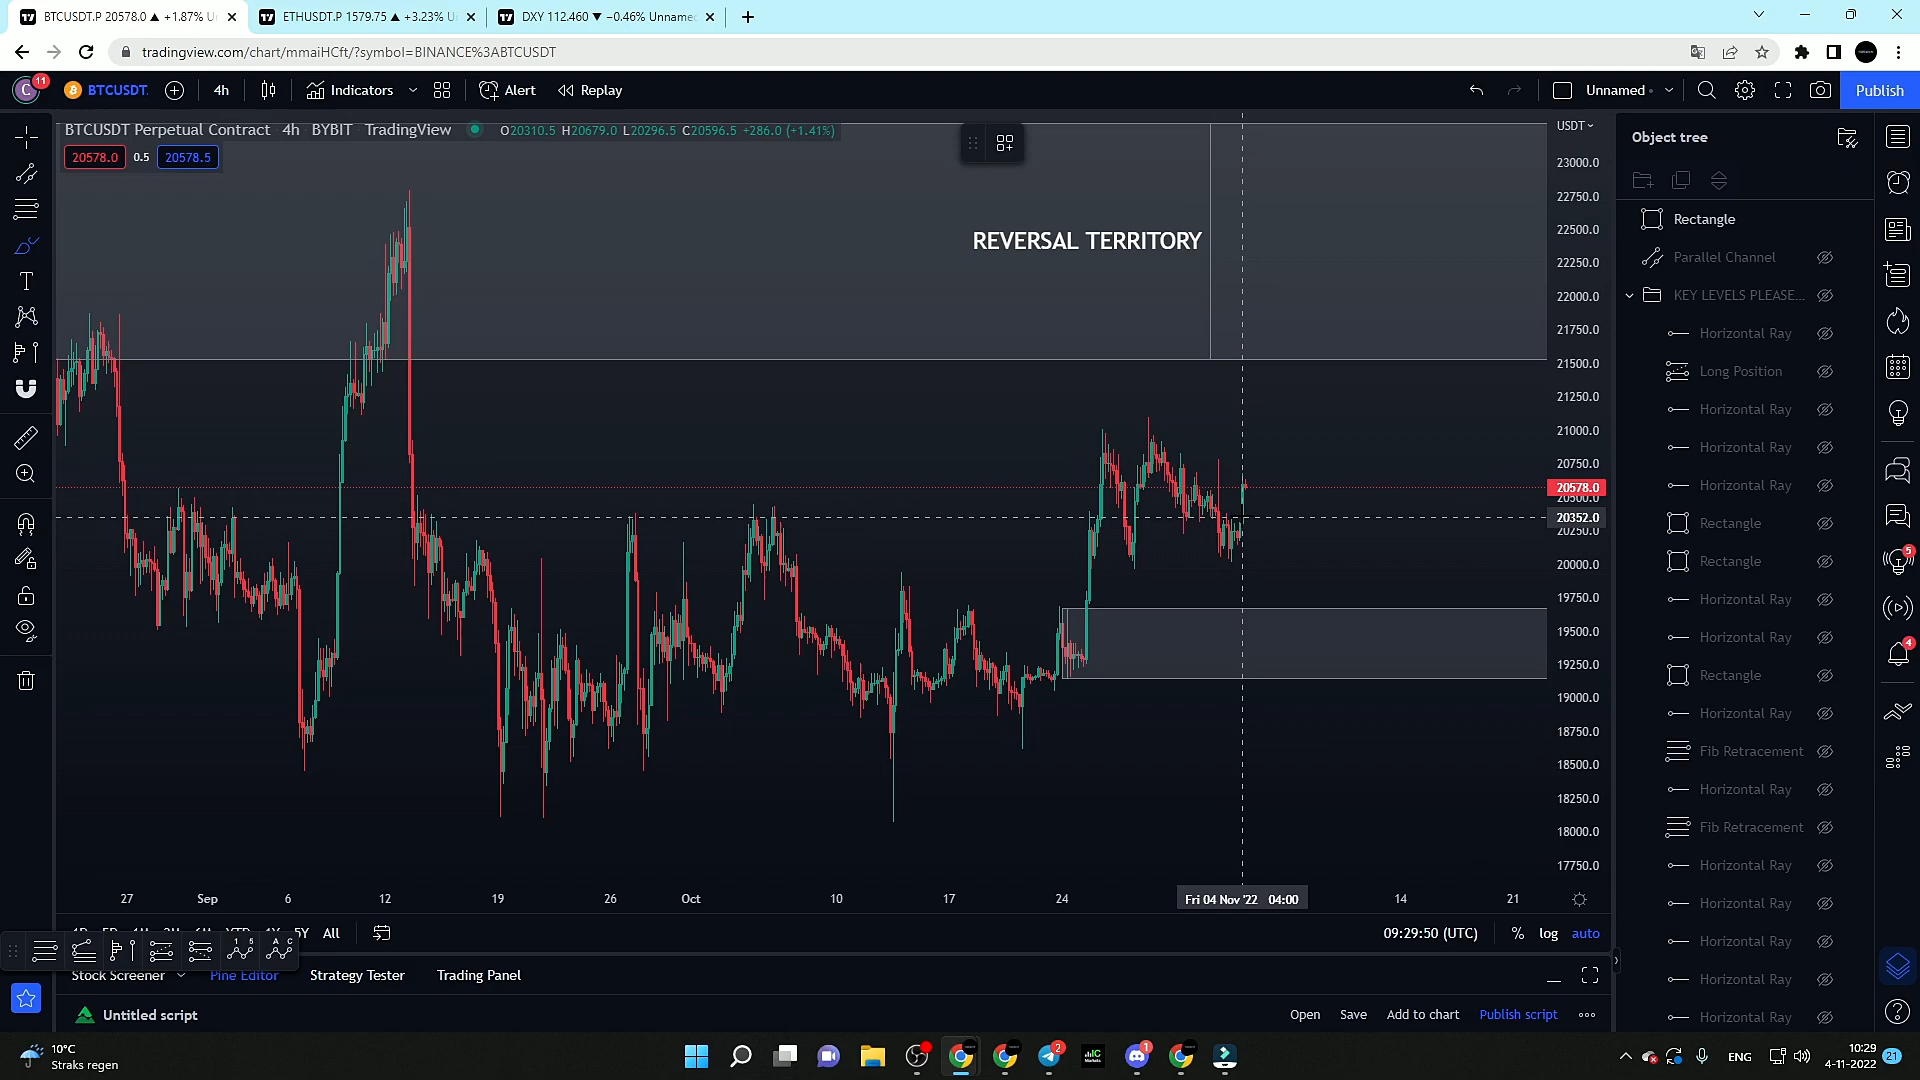 BTCUSDT.P 20578.0 ▲ +1.87%
ETHUSDT.P 1579.75 ▲ +3.23%
DXY 112.460 ▼ −0.46% Unname
tradingview.com/chart/mmaiHCft/?symbol=BINANCE%3ABTCUSDT
C 11
BTCUSDT.
4h
Indicators
Alert
Replay
Unnamed
Publish
BTCUSDT Perpetual Contract 4h BYBIT TradingView
O20310.5 H20679.0 L20296.5 C20596.5 +286.0 (+1.41%)
20578.0 0.5 20578.5
REVERSAL TERRITORY
USDT
23000.0
22750.0
22500.0
22250.0
22000.0
21750.0
21500.0
21250.0
21000.0
20750.0
20578.0
20500.0
20352.0
20250.0
20000.0
19750.0
19500.0
19250.0
19000.0
18750.0
18500.0
18250.0
18000.0
17750.0
27 Sep 6 12 19 26 Oct 10 17 24 Fri 04 Nov '22 04:00 14 21
5Y All
09:29:50 (UTC) % log auto
Stock Screener Pine Editor Strategy Tester Trading Panel
Untitled script
Open Save Add to chart Publish script
Object tree
Rectangle
Parallel Channel
KEY LEVELS PLEASE...
Horizontal Ray
Long Position
Horizontal Ray
Horizontal Ray
Horizontal Ray
Rectangle
Rectangle
Horizontal Ray
Horizontal Ray
Rectangle
Horizontal Ray
Fib Retracement
Horizontal Ray
Fib Retracement
Horizontal Ray
Horizontal Ray
Horizontal Ray
Horizontal Ray
Horizontal Ray
5
4
10°C
Straks regen
2
1
ENG
10:29
4-11-2022
21